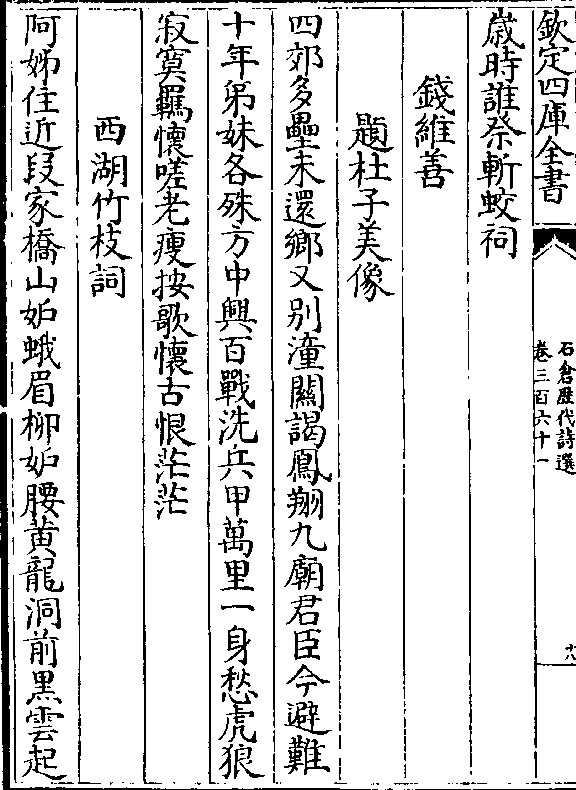 欽定四庫全書
石倉歴代詩選
卷三百六十一
十八
歳時誰祭斬蛟祠
錢維善
題杜子美像
四郊多壘未還鄉又别潼關謁鳳翔九廟君臣今避難
十年弟妹各殊方中興百戰洗兵甲萬里一身愁虎狼
寂寞羈懷嗟老瘦按歌懷古恨茫茫
西湖竹枝詞
阿姊住近段家橋山妬蛾眉柳妬腰黄龍洞前黒雲起